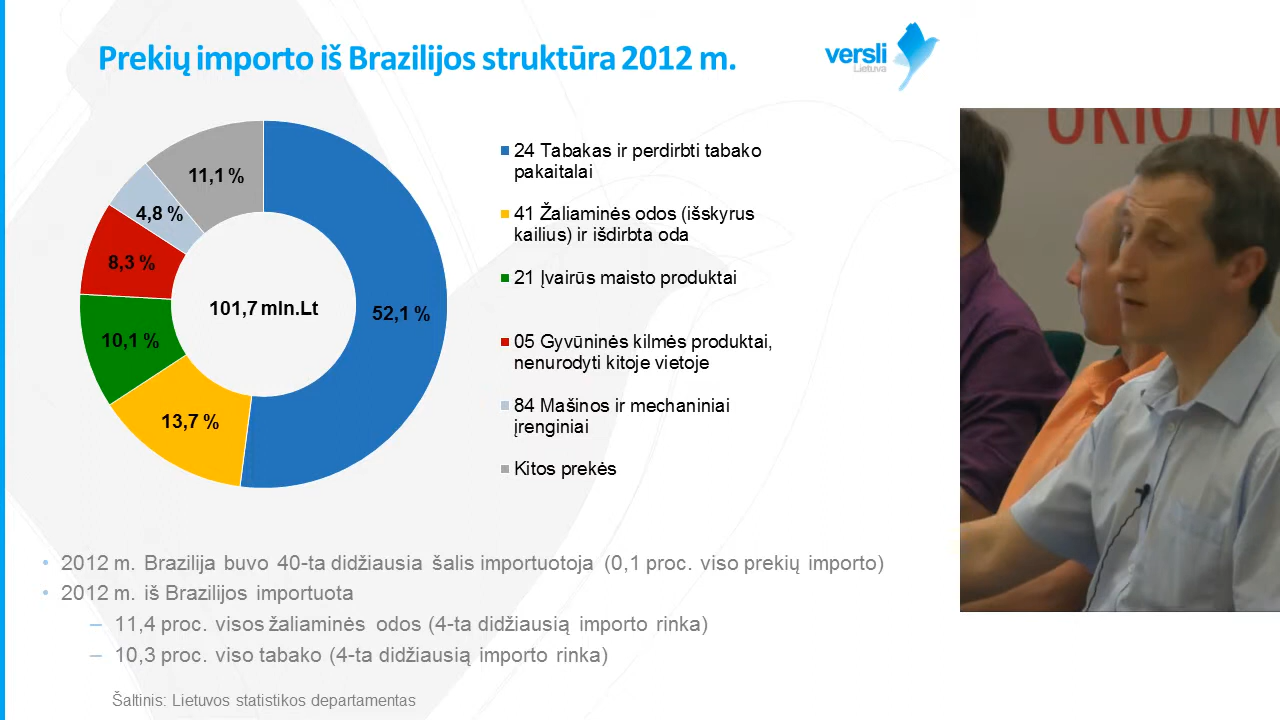 Prekių importo iš Brazilijos struktūra 2012 m.
versli
Lietuva
ŪKIO M
11,1 %
4,8 %
8,3 %
10,1 %
13,7 %
52,1 %
101,7 mln.Lt
24 Tabakas ir perdirbti tabako
pakaitalai
41 Žaliaminės odos (išskyrus
kailius) ir išdirbta oda
21 Įvairūs maisto produktai
05 Gyvūninės kilmės produktai,
nenurodyti kitoje vietoje
84 Mašinos ir mechaniniai
įrenginiai
Kitos prekės
• 2012 m. Brazilija buvo 40-ta didžiausia šalis importuotoja (0,1 proc. viso prekių importo)
• 2012 m. iš Brazilijos importuota
– 11,4 proc. visos žaliaminės odos (4-ta didžiausią importo rinka)
– 10,3 proc. viso tabako (4-ta didžiausią importo rinka)
Šaltinis: Lietuvos statistikos departamentas